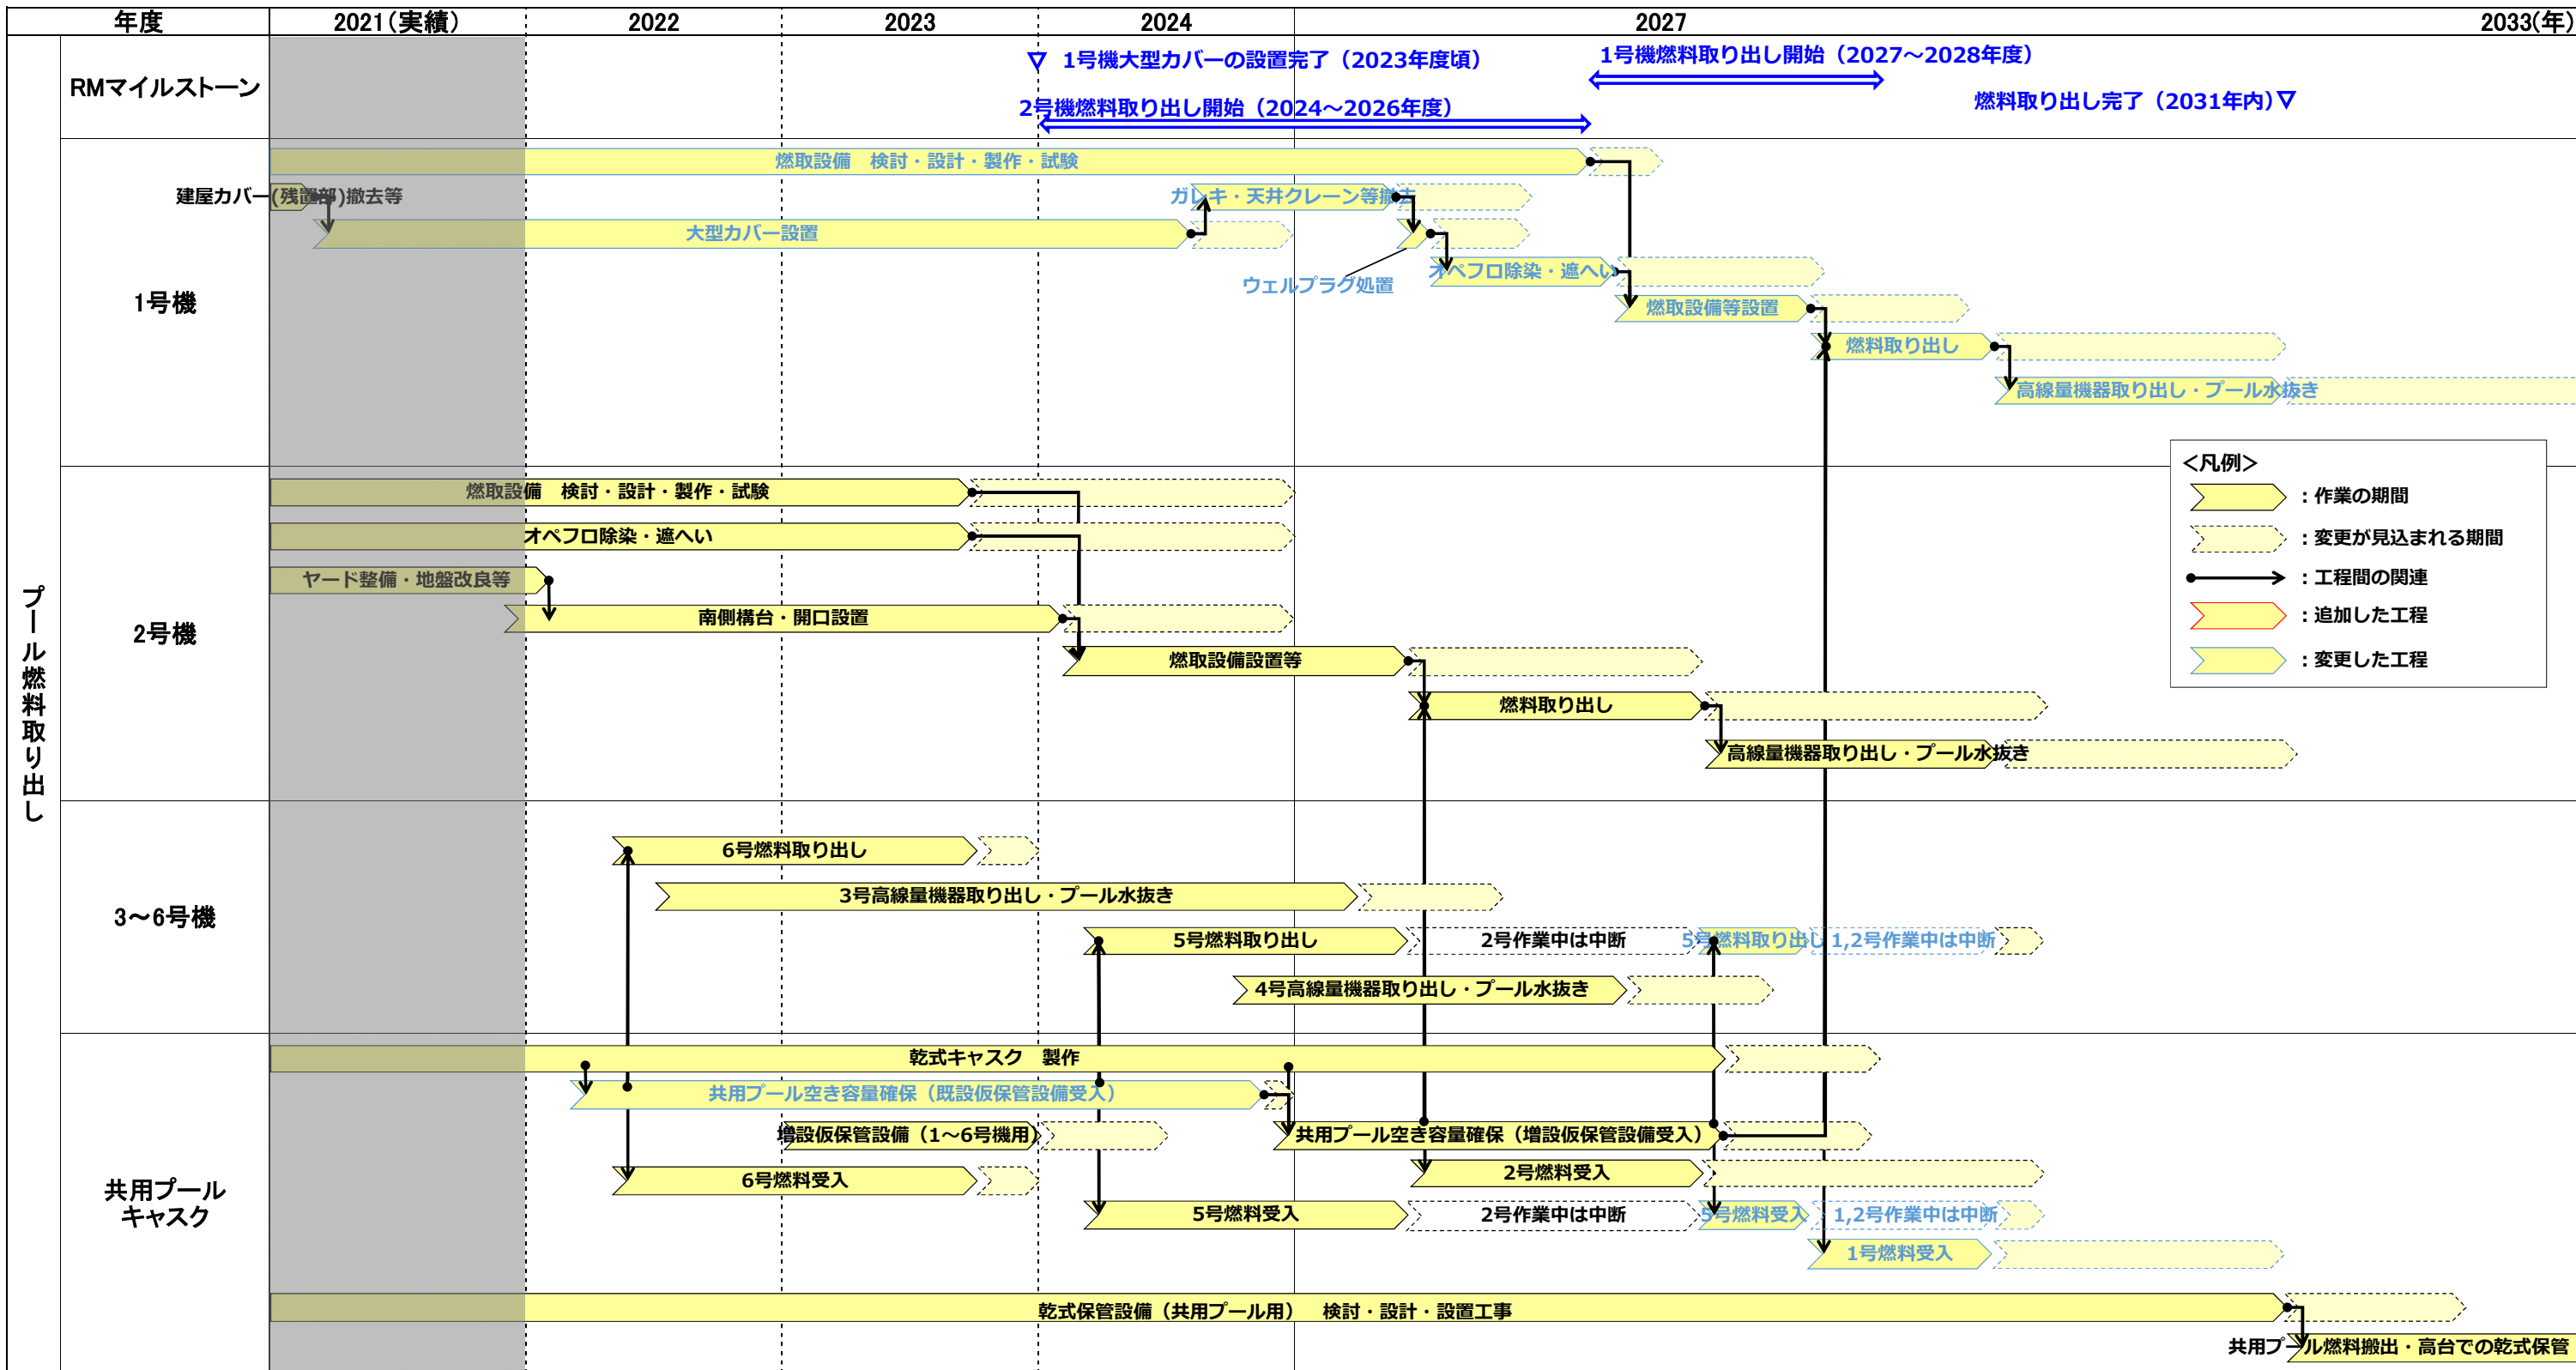 年度
2021(実績)
2022
2023
2024
2027
2033(年)
プール燃料取り出し
RMマイルストーン
1号機大型カバーの設置完了（2023年度頃）
1号機燃料取り出し開始（2027～2028年度）
2号機燃料取り出し開始（2024～2026年度）
燃料取り出し完了（2031年内）
1号機
燃取設備　検討・設計・製作・試験
建屋カバー(残置部)撤去等
ガレキ・天井クレーン等撤去
大型カバー設置
ウェルプラグ処置
オペフロ除染・遮へい
燃取設備等設置
燃料取り出し
高線量機器取り出し・プール水抜き
＜凡例＞
：作業の期間
：変更が見込まれる期間
：工程間の関連
：追加した工程
：変更した工程
2号機
燃取設備　検討・設計・製作・試験
オペフロ除染・遮へい
ヤード整備・地盤改良等
南側構台・開口設置
燃取設備設置等
燃料取り出し
高線量機器取り出し・プール水抜き
3～6号機
6号燃料取り出し
3号高線量機器取り出し・プール水抜き
5号燃料取り出し
2号作業中は中断
5号燃料取り出し
1,2号作業中は中断
4号高線量機器取り出し・プール水抜き
共用プール
キャスク
乾式キャスク　製作
共用プール空き容量確保（既設仮保管設備受入）
増設仮保管設備（1～6号機用）
共用プール空き容量確保（増設仮保管設備受入）
6号燃料受入
2号燃料受入
5号燃料受入
2号作業中は中断
5号燃料受入
1,2号作業中は中断
1号燃料受入
乾式保管設備（共用プール用）　検討・設計・設置工事
共用プール燃料搬出・高台での乾式保管